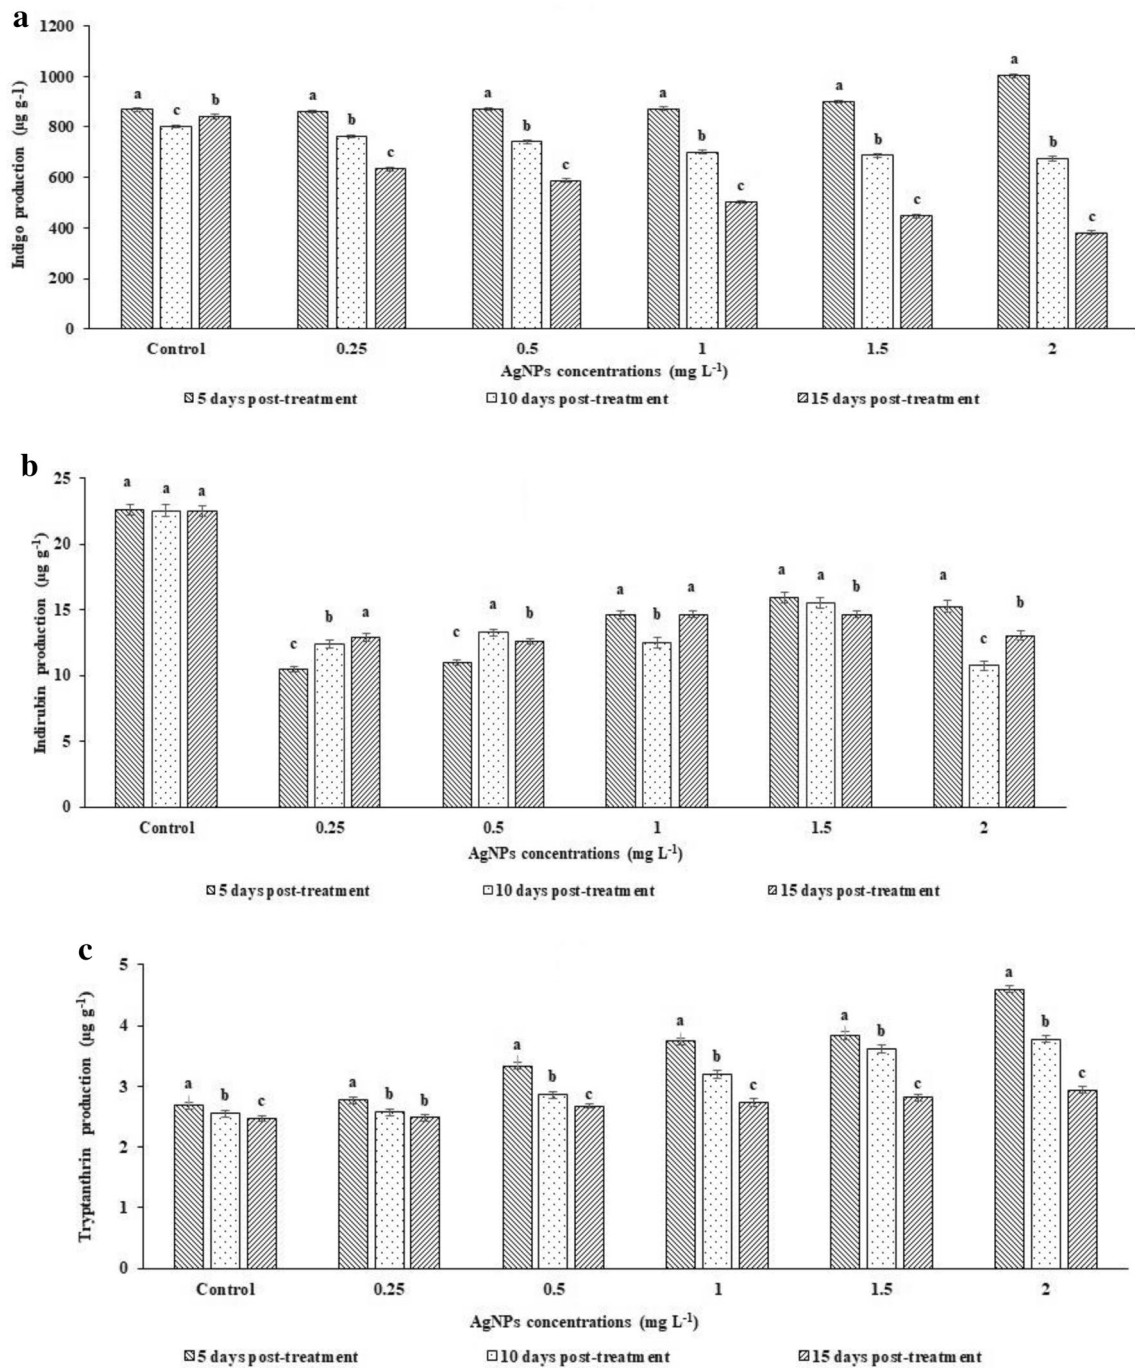 a
1200
1000
800
600
400
200
0
Indigo production (µg g-1)
a c b a b c a b c a b c a b c a b c
Control 0.25 0.5 1 1.5 2
AgNPs concentrations (mg L⁻¹)
5 days post-treatment 10 days post-treatment 15 days post-treatment
b
25
20
15
10
5
0
Indirubin production (µg g⁻¹)
a a a c b a c a b a b a a a b a c b
Control 0.25 0.5 1 1.5 2
AgNPs concentrations (mg L⁻¹)
5 days post-treatment 10 days post-treatment 15 days post-treatment
c
5
4
3
2
1
0
Tryptanthrin production (µg g⁻¹)
a b c a b b a b c a b c a b c a b c
Control 0.25 0.5 1 1.5 2
AgNPs concentrations (mg L⁻¹)
5 days post-treatment 10 days post-treatment 15 days post-treatment